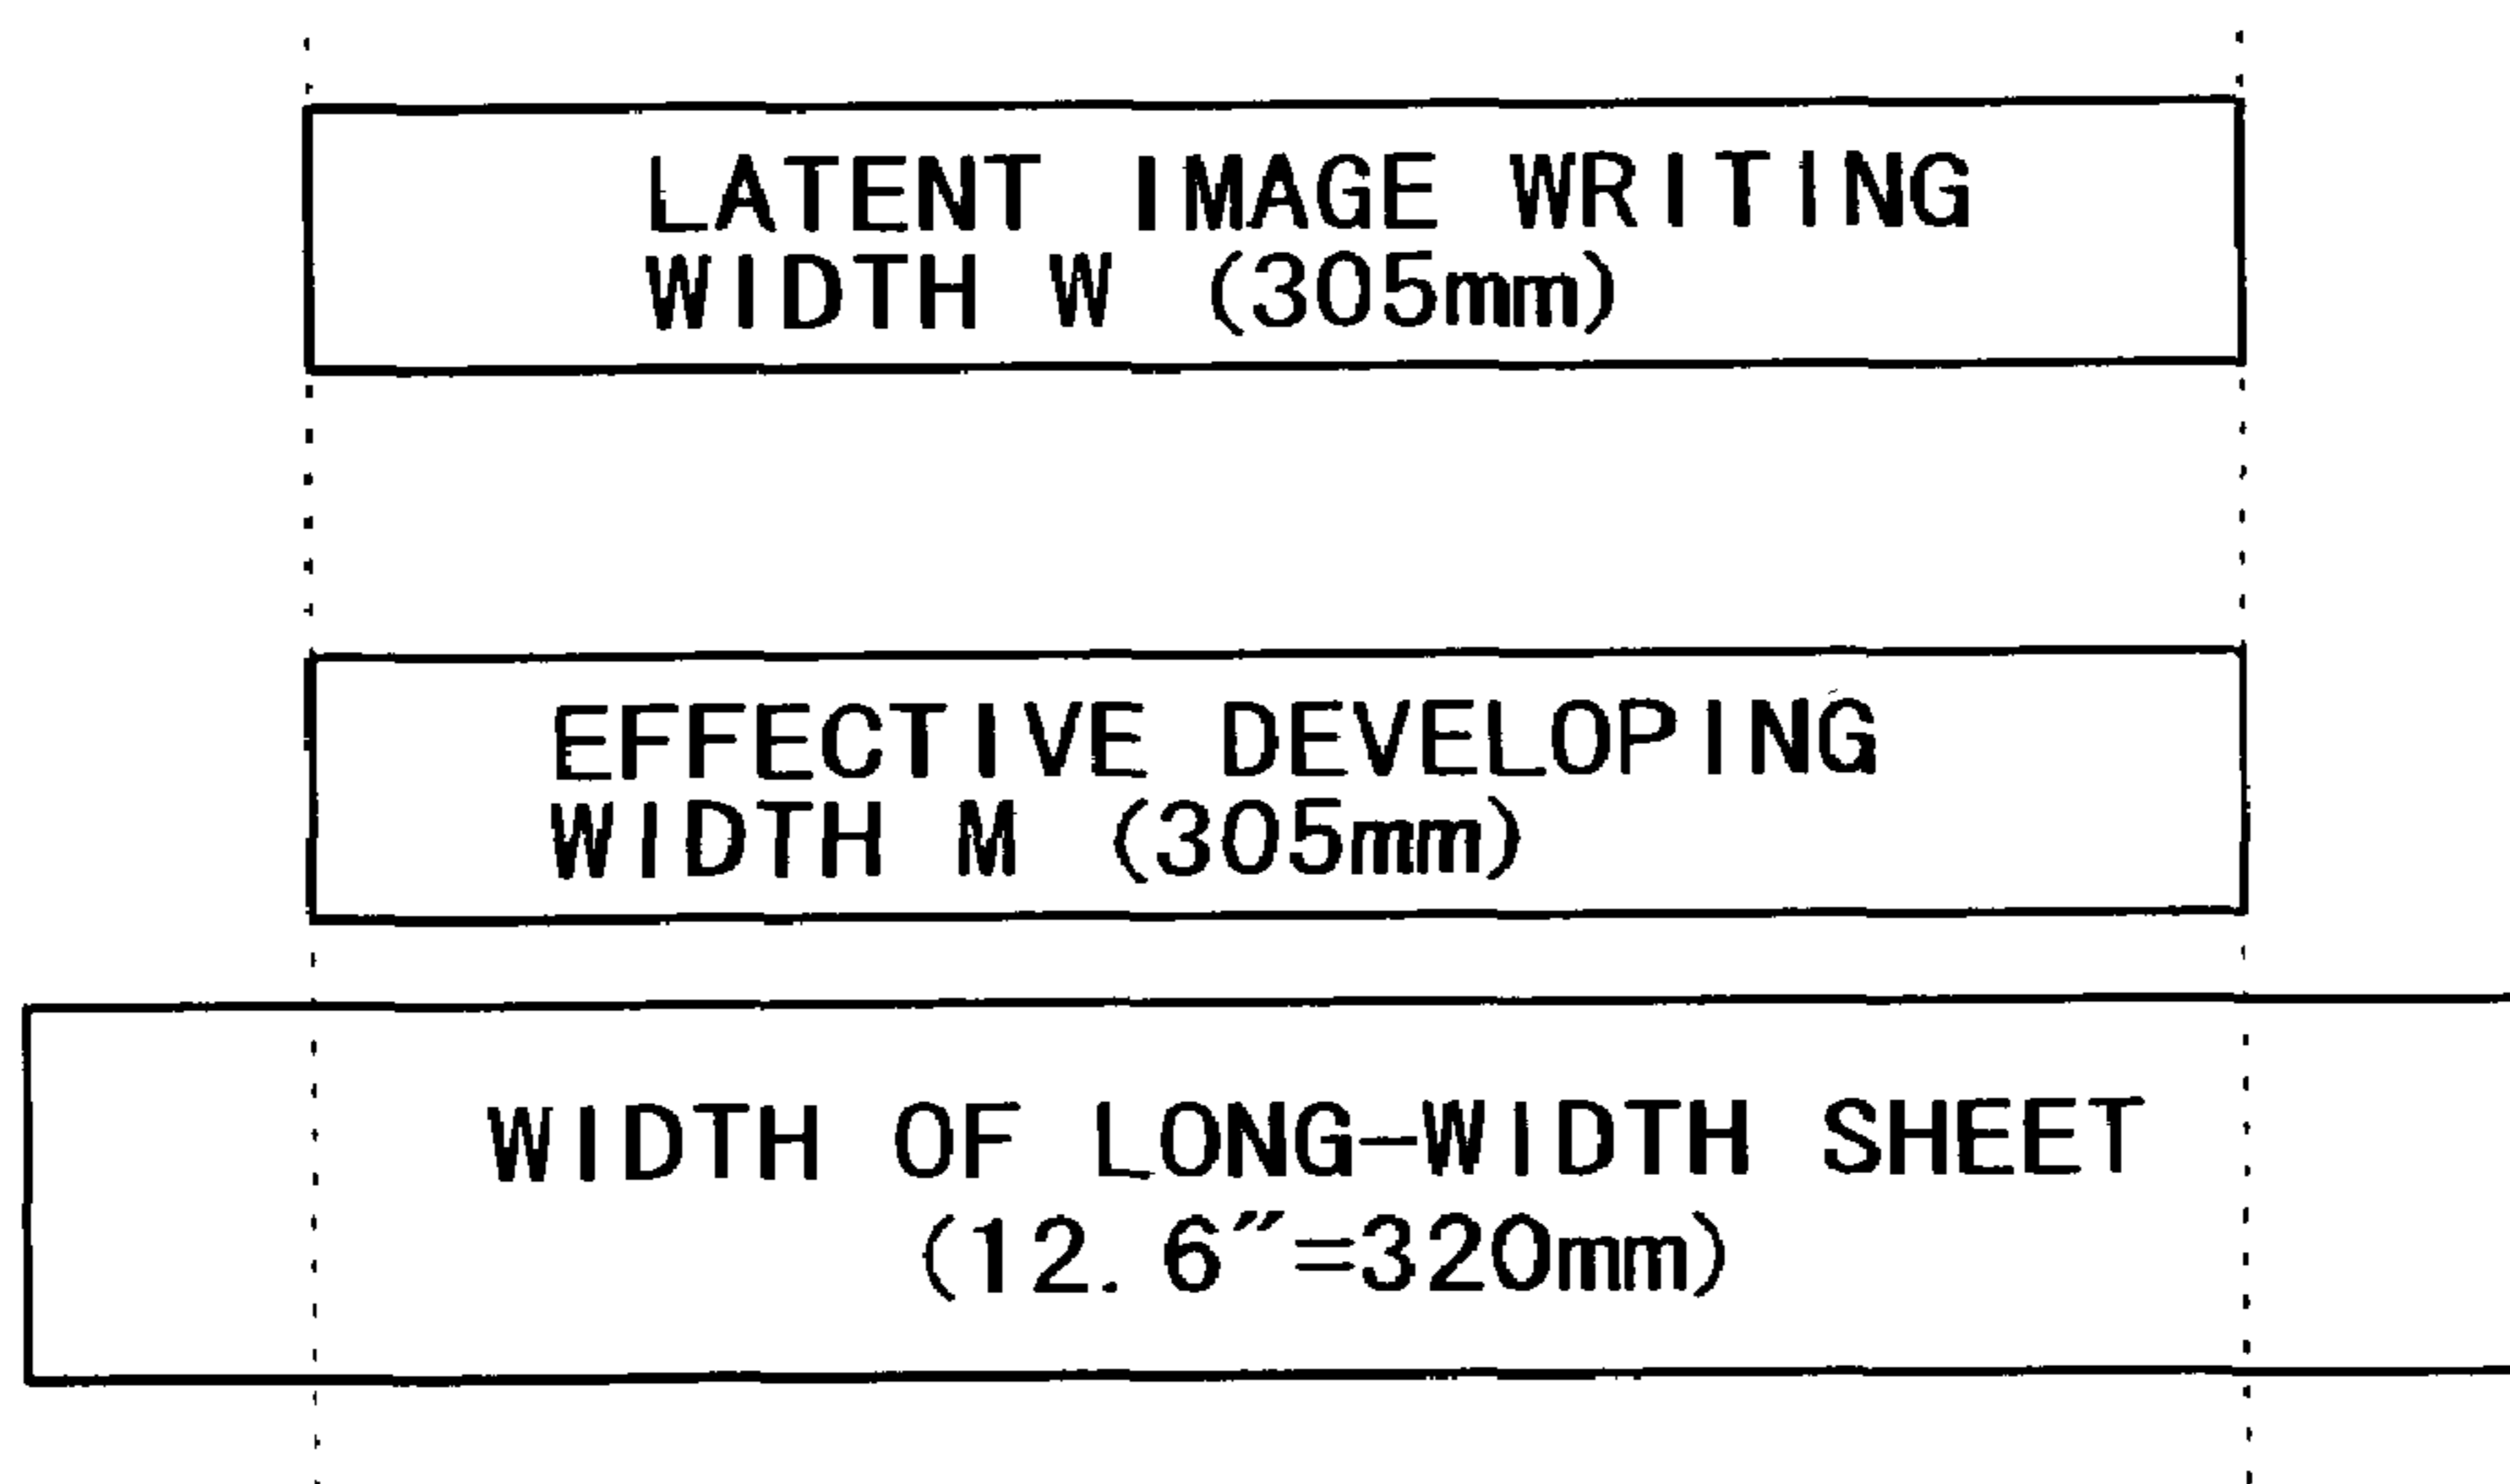 LATENT IMAGE WRITING
WIDTH W (305mm)
EFFECTIVE DEVELOPING
WIDTH M (305mm)
WIDTH OF LONG-WIDTH SHEET
(12.6″=320mm)